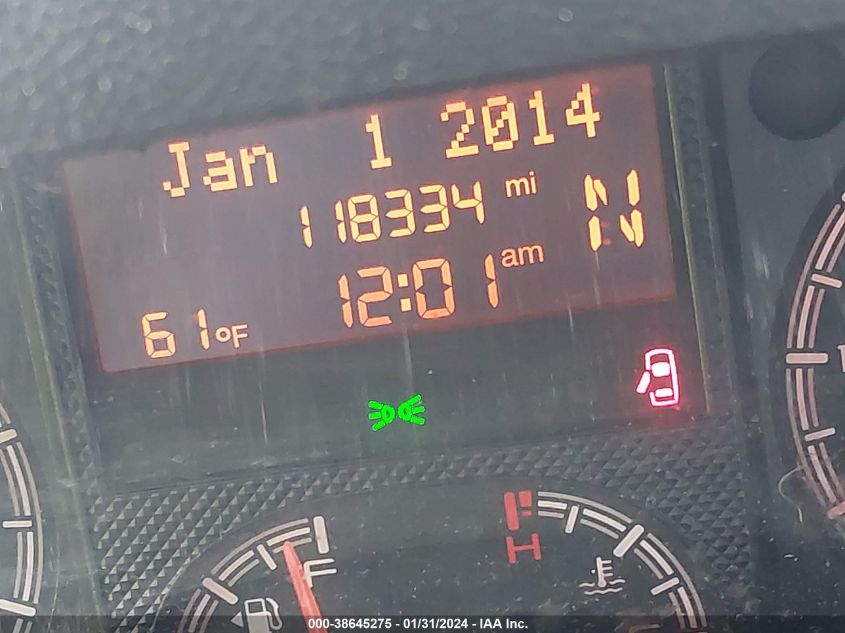 Jan 1 2014
118334 mi N
12:01 am
61°F
F
H
000-38645275 - 01/31/2024 - IAA Inc.